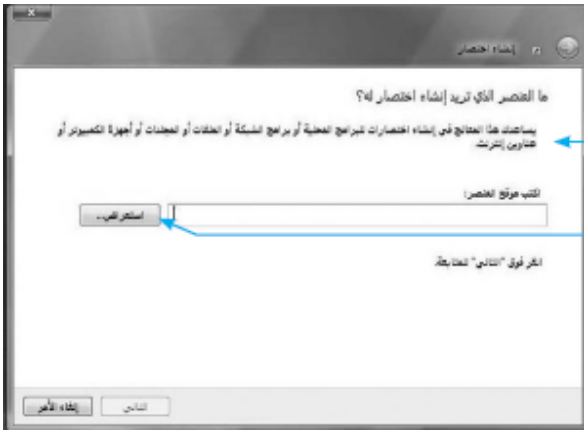 إنشاء اختصار
ما العنصر الذي تريد إنشاء اختصار له؟
يساعدك هذا المعالج في إنشاء اختصارات للبرامج المحلية أو برامج الشبكة أو الملفات أو المجلدات أو أجهزة الكمبيوتر أو
عناوين إنترنت.
اكتب موقع العنصر:
استعراض...
انقر فوق "التالي" للمتابعة.
التالي
إلغاء الأمر